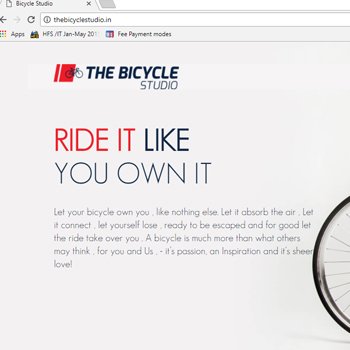 Bicycle Studio
thebicyclestudio.in
Apps HFS /IT Jan-May 201 Fee Payment modes
THE BICYCLE
STUDIO
RIDE IT LIKE
YOU OWN IT
Let your bicycle own you , like nothing else. Let it absorb the air , Let
it connect , let yourself lose , ready to be escaped and for good let
the ride take over you . A bicycle is much more than what others
may think , for you and Us , - it's passion, an Inspiration and it's sheer
love!